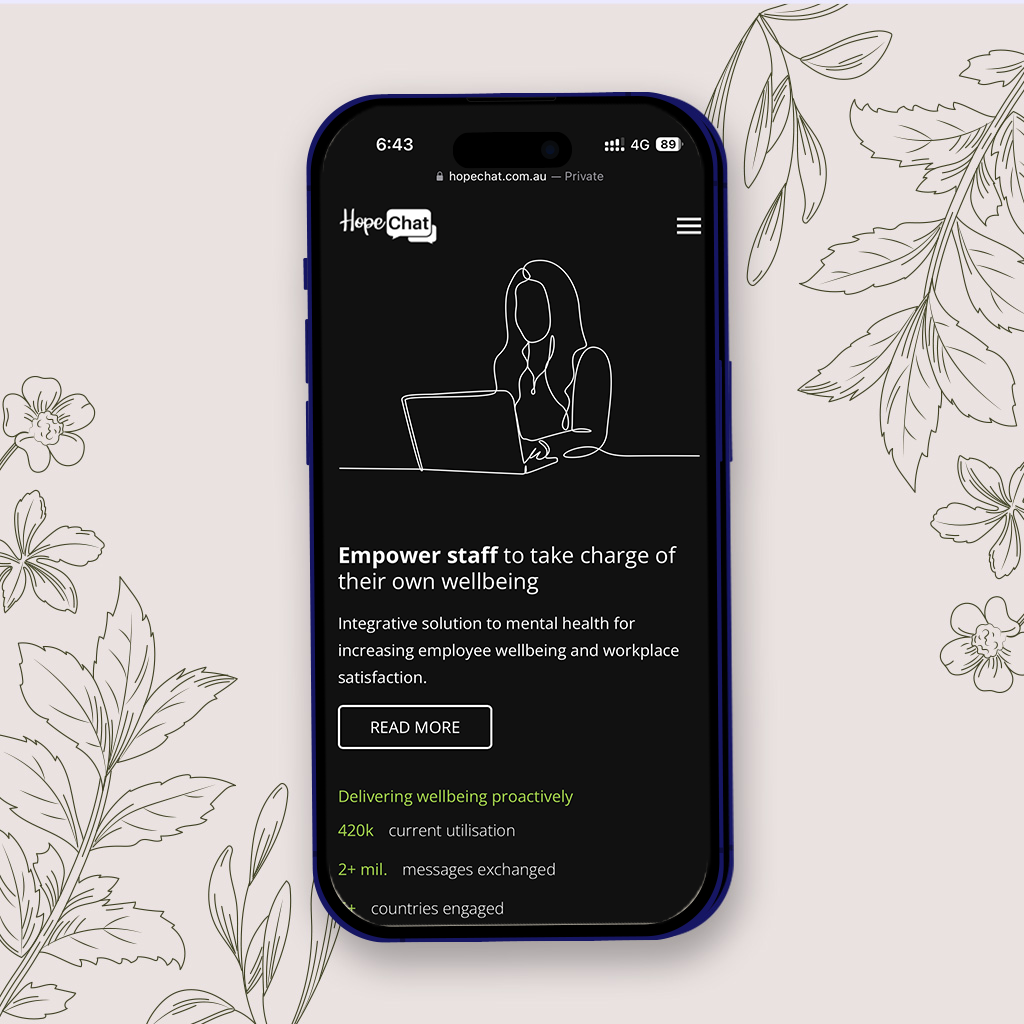 6:43
4G 89
hopechat.com.au — Private
Hope Chat
Empower staff to take charge of
their own wellbeing
Integrative solution to mental health for
increasing employee wellbeing and workplace
satisfaction.
READ MORE
Delivering wellbeing proactively
420k current utilisation
2+ mil. messages exchanged
countries engaged